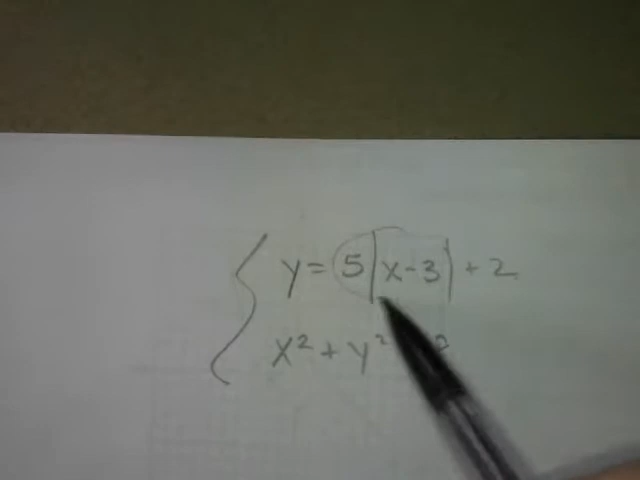 y = 5|x-3| + 2
x² + y²